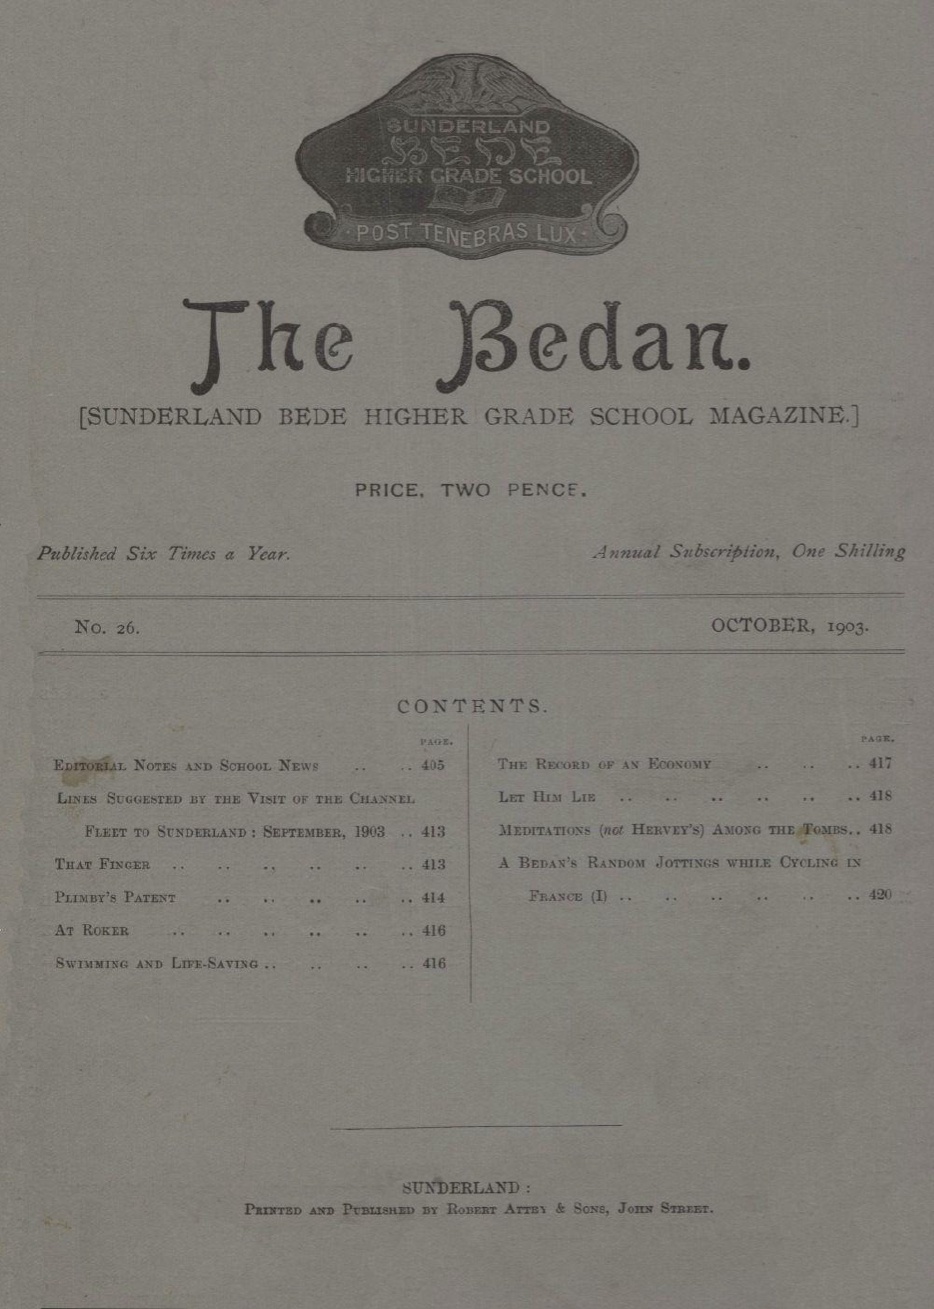 SUNDERLAND
BEDE
HIGHER GRADE SCHOOL
·POST TENEBRAS LUX·
The Bedan.
[SUNDERLAND BEDE HIGHER GRADE SCHOOL MAGAZINE.]
PRICE, TWO PENCE.
Published Six Times a Year. Annual Subscription, One Shilling
No. 26. OCTOBER, 1903.
CONTENTS.
PAGE.
EDITORIAL NOTES AND SCHOOL NEWS .. .. 405
LINES SUGGESTED BY THE VISIT OF THE CHANNEL
FLEET TO SUNDERLAND : SEPTEMBER, 1903 .. 413
THAT FINGER .. .. .. .. .. .. 413
PLIMBY'S PATENT .. .. .. .. .. 414
AT ROKER .. .. .. .. .. .. 416
SWIMMING AND LIFE-SAVING .. .. .. .. 416
PAGE.
THE RECORD OF AN ECONOMY .. .. .. 417
LET HIM LIE .. .. .. .. .. .. 418
MEDITATIONS (not HERVEY'S) AMONG THE TOMBS.. 418
A BEDAN'S RANDOM JOTTINGS WHILE CYCLING IN
FRANCE (I) .. .. .. .. .. .. 420
SUNDERLAND :
PRINTED AND PUBLISHED BY ROBERT ATTEY & SONS, JOHN STREET.